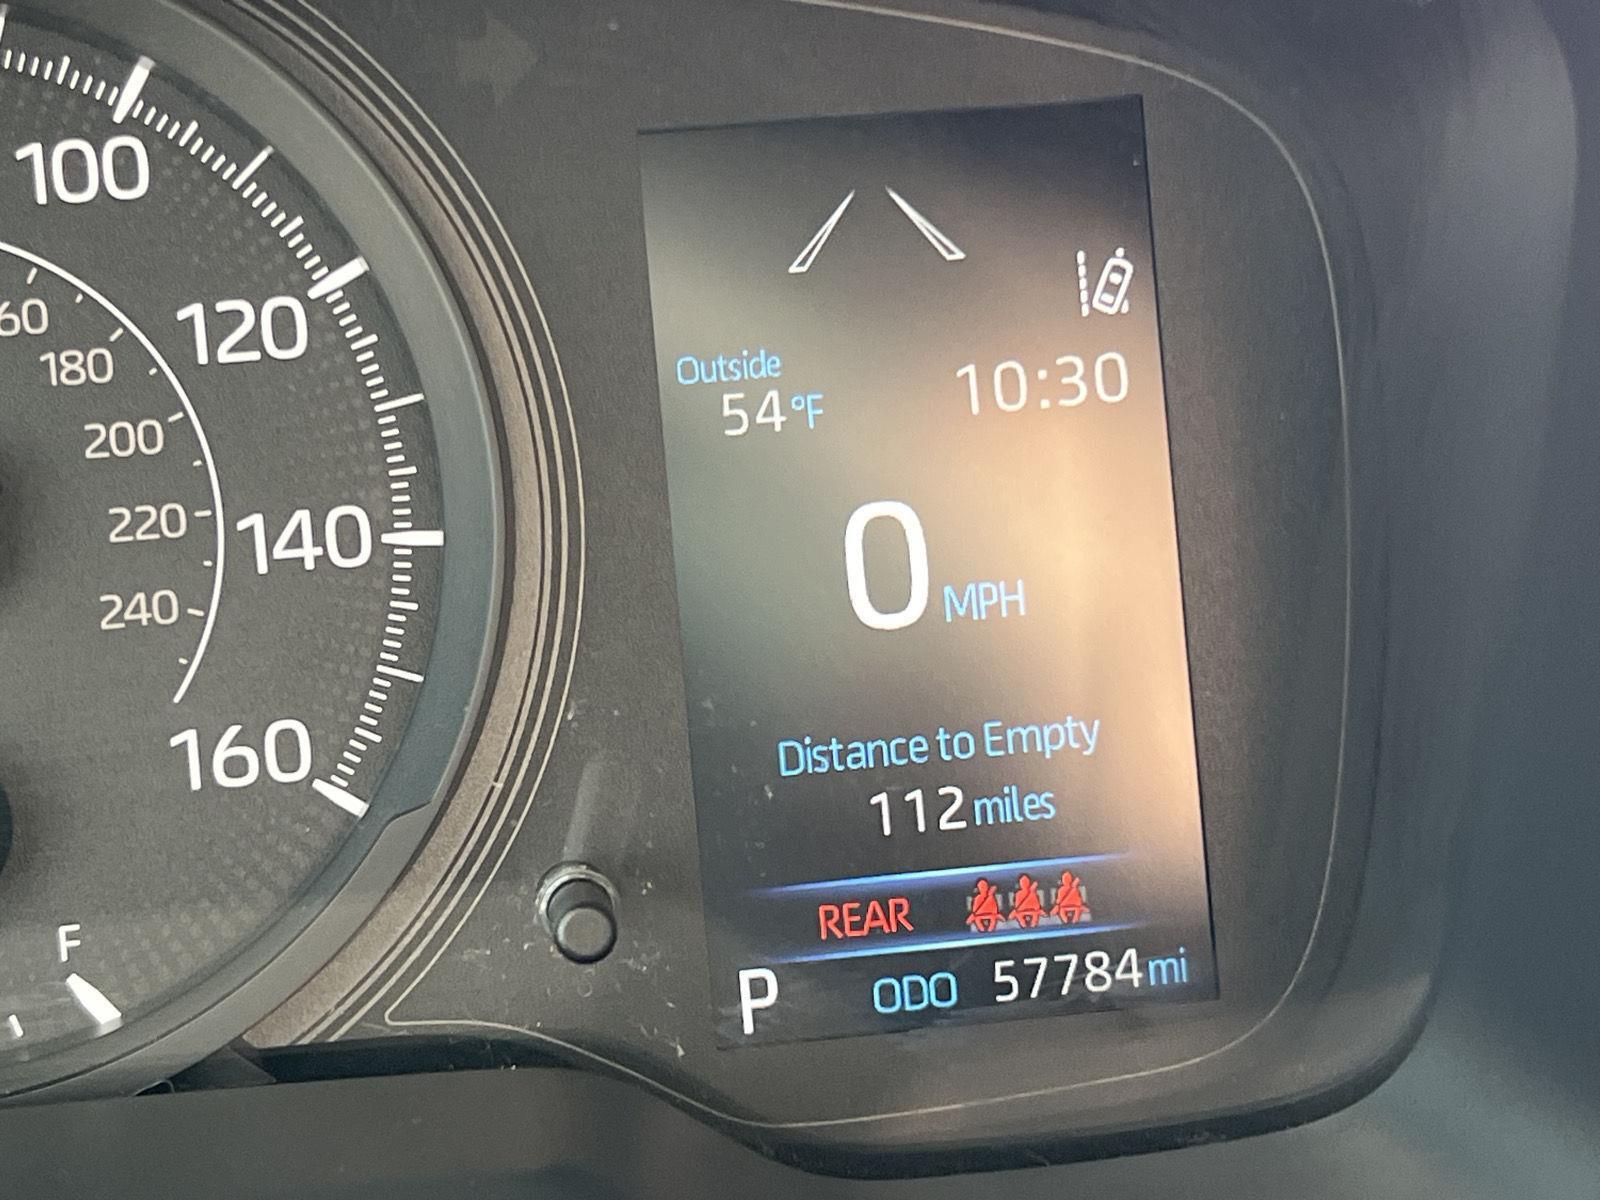 100
120
140
160
60
180
200
220
240
F
Outside
54°F
10:30
0 MPH
Distance to Empty
112 miles
REAR
P ODO 57784 mi